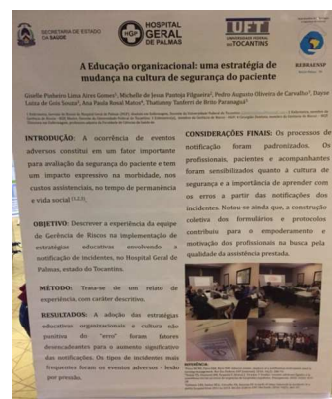 SECRETARIA DE ESTADO
DA SAÚDE
HGP
HOSPITAL
GERAL
DE PALMAS
UFT
UNIVERSIDADE FEDERAL
DO TOCANTINS
REBRAENSP
A Educação organizacional: uma estratégia de
mudança na cultura de segurança do paciente
Giselle Pinheiro Lima Aires Gomes¹, Michelle de Jesus Pantoja Filgueira², Pedro Augusto Oliveira de Carvalho³, Dayse
Luiza de Gois Souza⁴, Ana Paula Rosal Matos⁵, Thatianny Tanferri de Brito Paranaguá⁶
INTRODUÇÃO: A ocorrência de eventos
adversos constitui em um fator importante
para avaliação da segurança do paciente e tem
um impacto expressivo na morbidade, nos
custos assistenciais, no tempo de permanência
e vida social [1,2,3].
OBJETIVO: Descrever a experiência da equipe
de Gerência de Riscos na implementação de
estratégias educativas envolvendo a
notificação de incidentes, no Hospital Geral de
Palmas, estado do Tocantins.
MÉTODO: Trata-se de um relato de
experiência, com caráter descritivo.
RESULTADOS: A adoção das estratégias
educativas organizacionais e cultura não
punitiva do "erro" foram fatores
desencadeantes para o aumento significativo
das notificações. Os tipos de incidentes mais
frequentes foram os eventos adversos - lesão
por pressão.
CONSIDERAÇÕES FINAIS: Os processos de
notificação foram padronizados. Os
profissionais, pacientes e acompanhantes
foram sensibilizados quanto à cultura de
segurança e a importância de aprender com
os erros a partir das notificações dos
incidentes. Notou-se ainda que, a construção
coletiva dos formulários e protocolos
contribuiu para o empoderamento e
motivação dos profissionais na busca pela
qualidade da assistência prestada.
REFERÊNCIA: